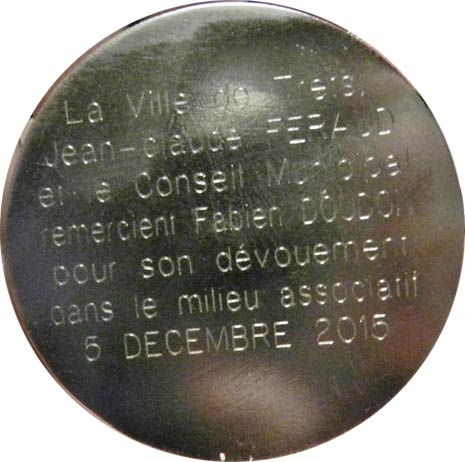 La Ville de Trets,
Jean-claude FERAUD
et le Conseil Municipal
remercient Fabien DOUDON
pour son dévouement
dans le milieu associatif
5 DECEMBRE 2015